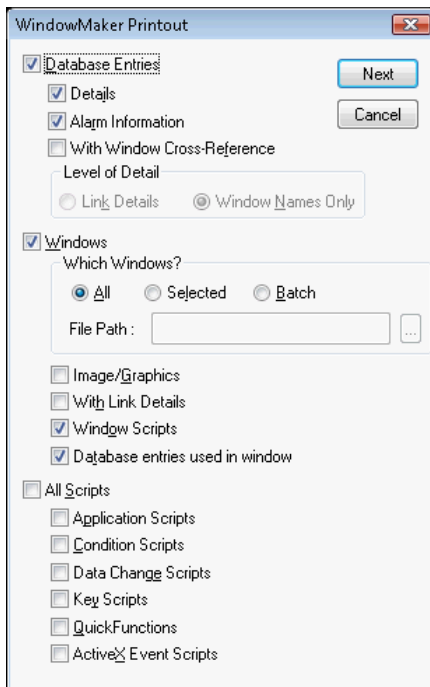 WindowMaker Printout
Database Entries
Next
Details
Cancel
Alarm Information
With Window Cross-Reference
Level of Detail
Link Details Window Names Only
Windows
Which Windows?
All Selected Batch
File Path :
...
Image/Graphics
With Link Details
Window Scripts
Database entries used in window
All Scripts
Application Scripts
Condition Scripts
Data Change Scripts
Key Scripts
QuickFunctions
ActiveX Event Scripts